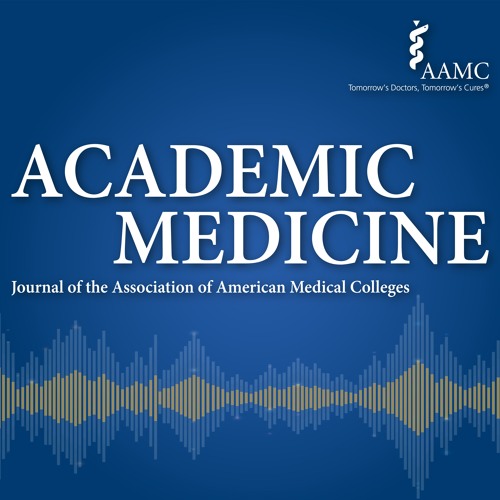 AAMC
Tomorrow's Doctors, Tomorrow's Cures®
ACADEMIC
MEDICINE
Journal of the Association of American Medical Colleges